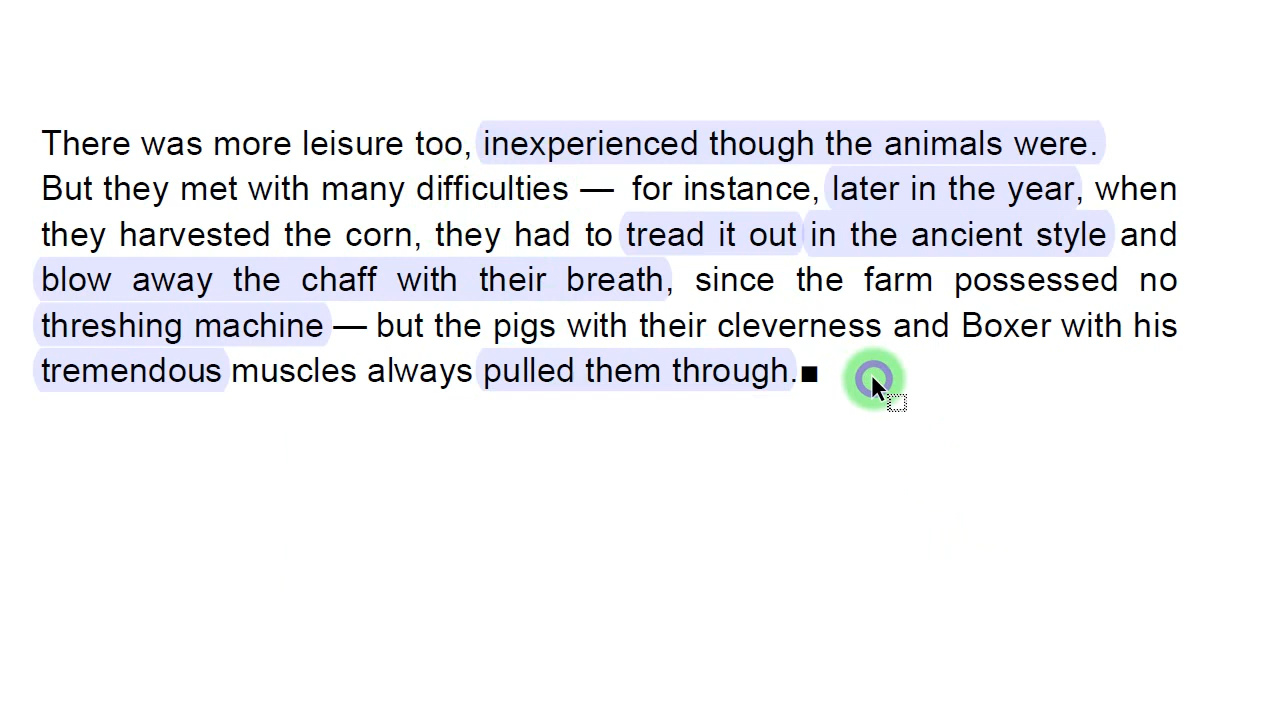 There was more leisure too, inexperienced though the animals were.
But they met with many difficulties — for instance, later in the year, when
they harvested the corn, they had to tread it out in the ancient style and
blow away the chaff with their breath, since the farm possessed no
threshing machine — but the pigs with their cleverness and Boxer with his
tremendous muscles always pulled them through.■